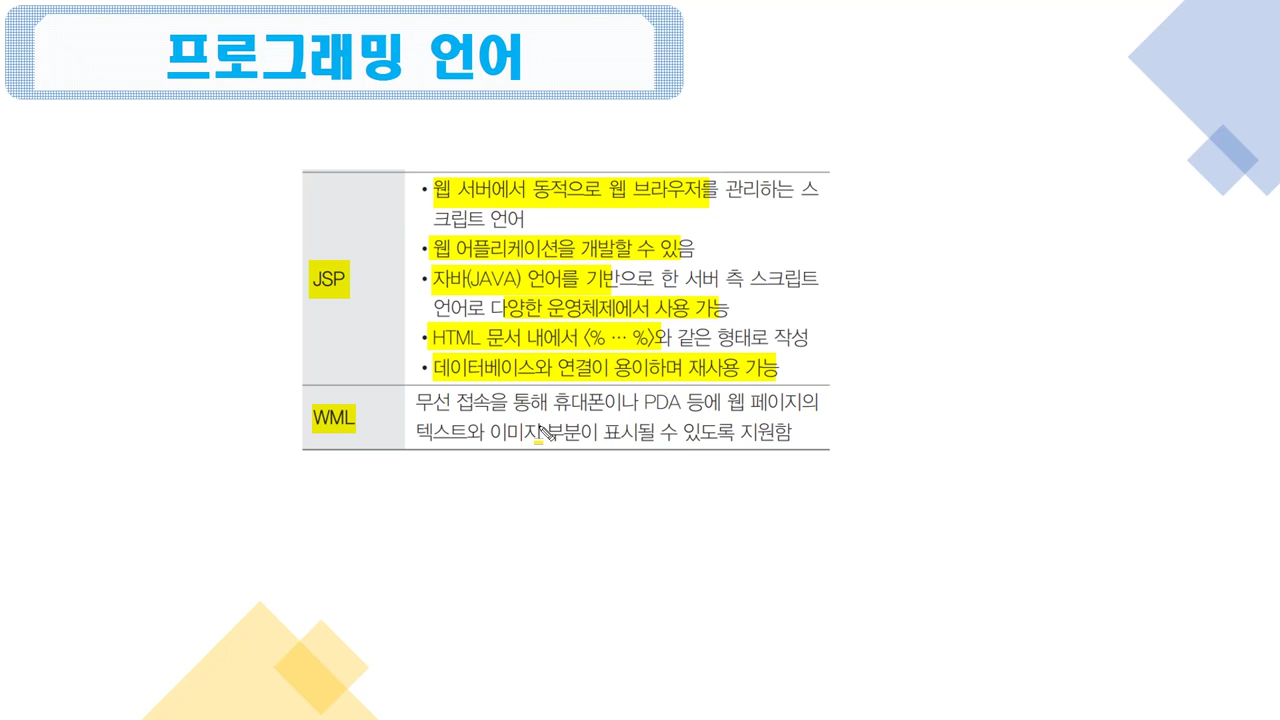 프로그래밍 언어
JSP
• 웹 서버에서 동적으로 웹 브라우저를 관리하는 스
크립트 언어
• 웹 어플리케이션을 개발할 수 있음
• 자바(JAVA) 언어를 기반으로 한 서버 측 스크립트
언어로 다양한 운영체제에서 사용 가능
• HTML 문서 내에서 〈% … %〉와 같은 형태로 작성
• 데이터베이스와 연결이 용이하며 재사용 가능
WML
무선 접속을 통해 휴대폰이나 PDA 등에 웹 페이지의
텍스트와 이미지 부분이 표시될 수 있도록 지원함